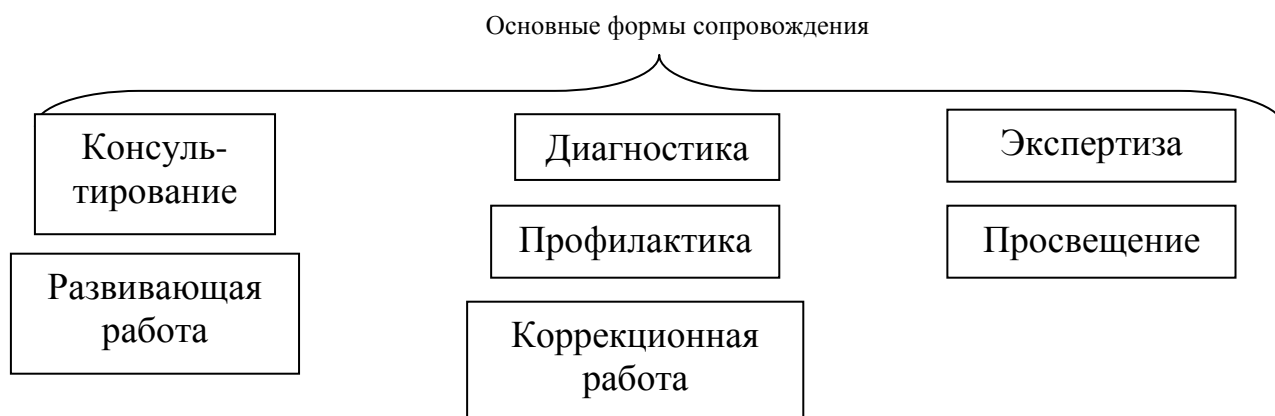 Основные формы сопровождения
Консуль-
тирование
Диагностика
Экспертиза
Профилактика
Просвещение
Развивающая
работа
Коррекционная
работа